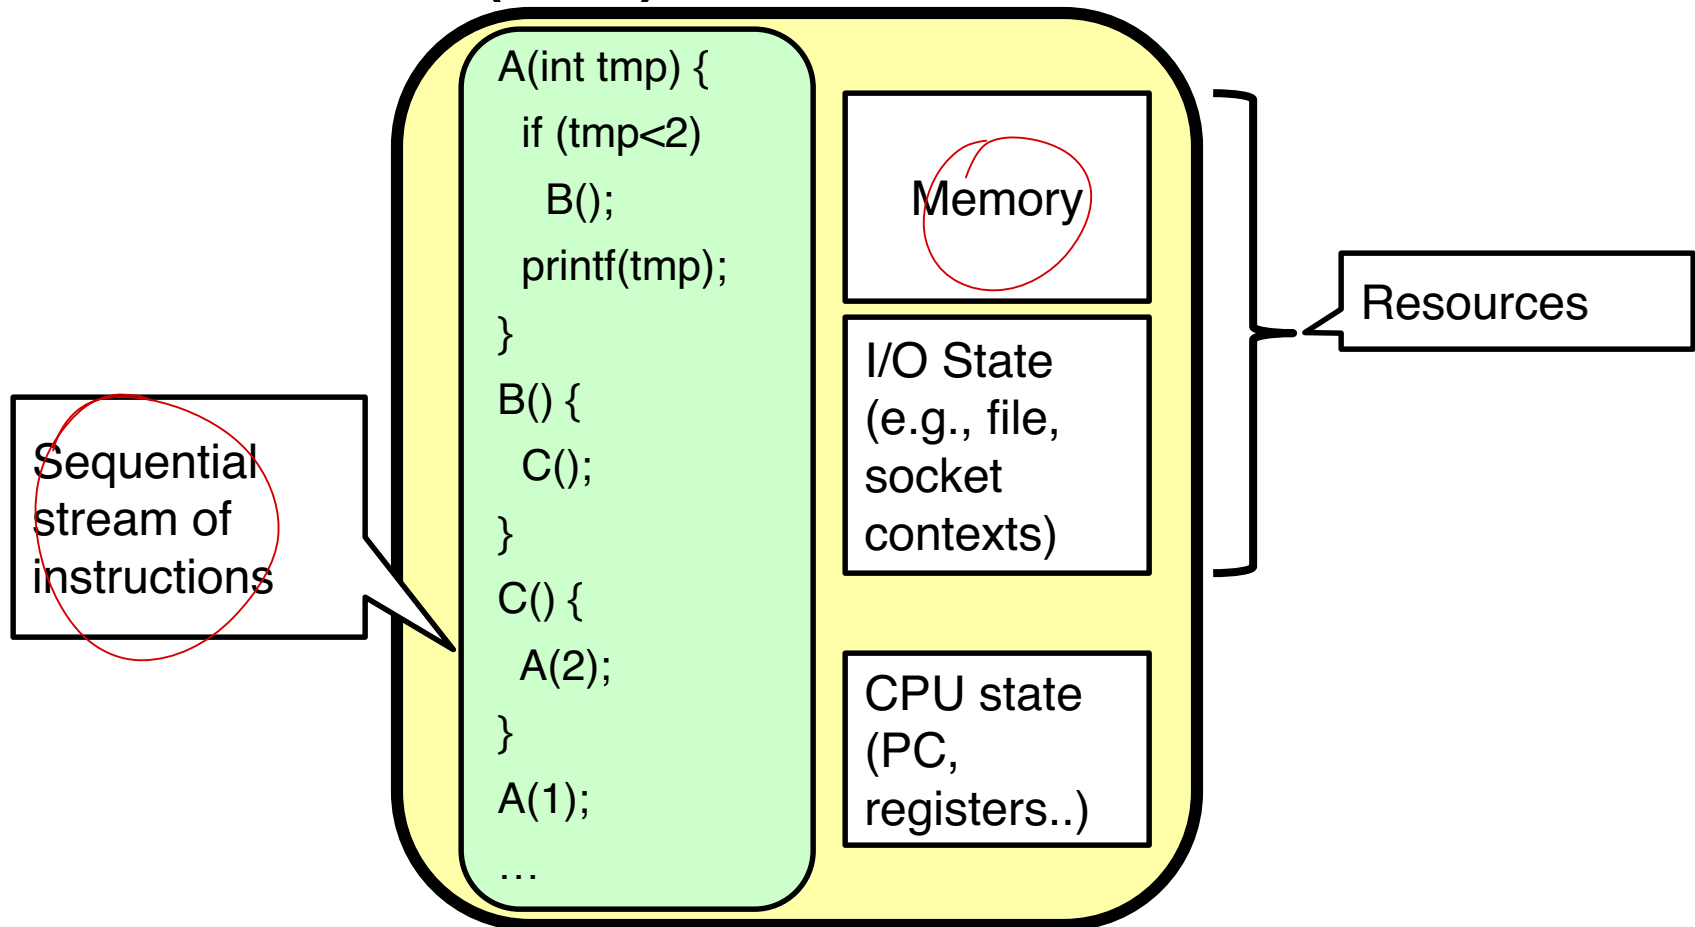 A(int tmp) {
if (tmp<2)
B();
printf(tmp);
}
B() {
C();
}
C() {
A(2);
}
A(1);
…
Memory
I/O State
(e.g., file,
socket
contexts)
CPU state
(PC,
registers..)
Resources
Sequential
stream of
instructions